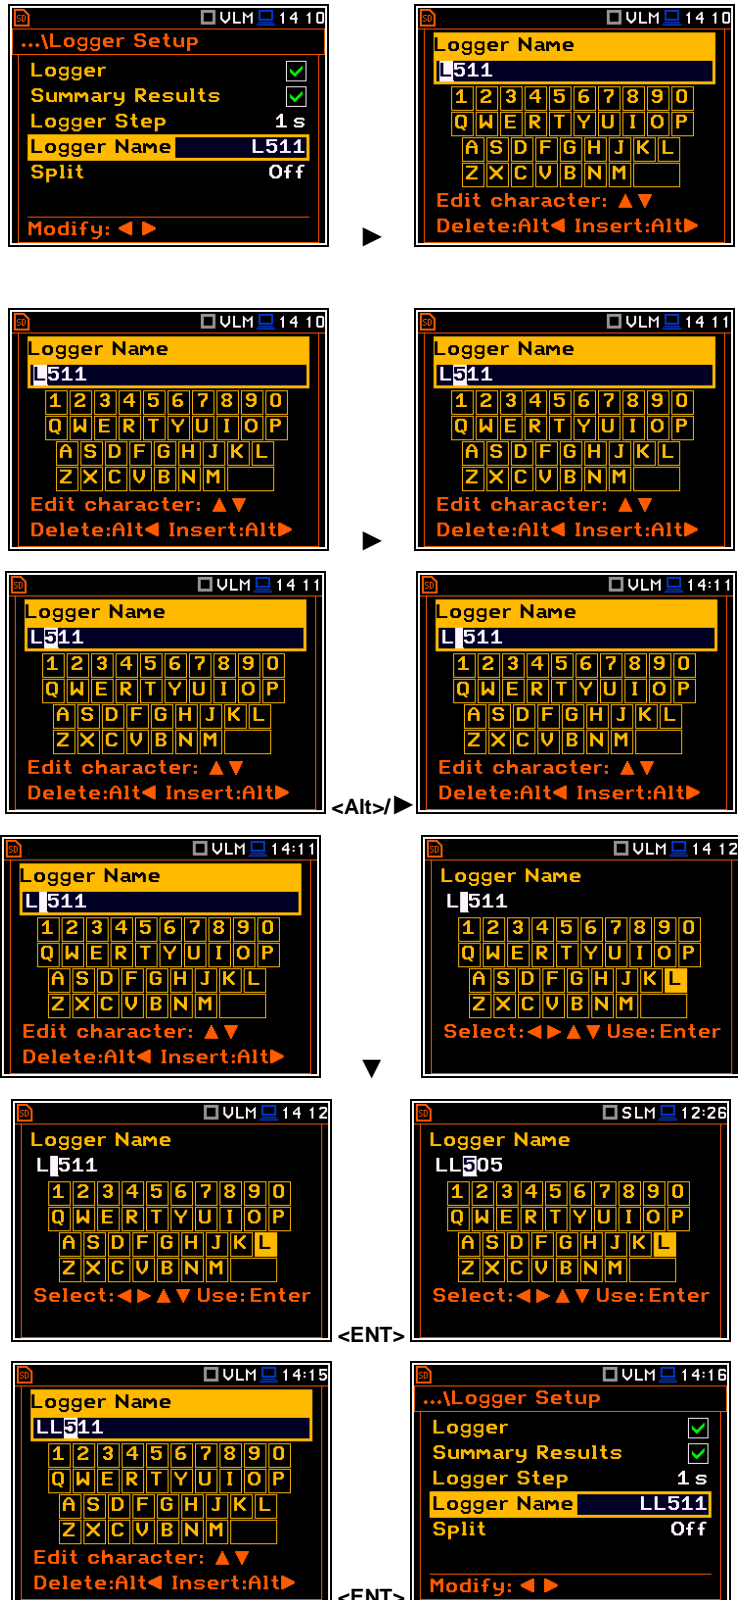 SD VLM 14 10
...\Logger Setup
Logger
Summary Results
Logger Step 1 s
Logger Name L511
Split Off
Modify: ◀ ▶
▶
SD VLM 14 10
Logger Name
L511
1 2 3 4 5 6 7 8 9 0
Q W E R T Y U I O P
A S D F G H J K L
Z X C V B N M
Edit character: ▲ ▼
Delete:Alt◀ Insert:Alt▶
SD VLM 14 10
Logger Name
L511
1 2 3 4 5 6 7 8 9 0
Q W E R T Y U I O P
A S D F G H J K L
Z X C V B N M
Edit character: ▲ ▼
Delete:Alt◀ Insert:Alt▶
▶
SD VLM 14 11
Logger Name
L511
1 2 3 4 5 6 7 8 9 0
Q W E R T Y U I O P
A S D F G H J K L
Z X C V B N M
Edit character: ▲ ▼
Delete:Alt◀ Insert:Alt▶
SD VLM 14 11
Logger Name
L511
1 2 3 4 5 6 7 8 9 0
Q W E R T Y U I O P
A S D F G H J K L
Z X C V B N M
Edit character: ▲ ▼
Delete:Alt◀ Insert:Alt▶
<Alt>/▶
SD VLM 14:11
Logger Name
L 511
1 2 3 4 5 6 7 8 9 0
Q W E R T Y U I O P
A S D F G H J K L
Z X C V B N M
Edit character: ▲ ▼
Delete:Alt◀ Insert:Alt▶
SD VLM 14:11
Logger Name
L 511
1 2 3 4 5 6 7 8 9 0
Q W E R T Y U I O P
A S D F G H J K L
Z X C V B N M
Edit character: ▲ ▼
Delete:Alt◀ Insert:Alt▶
▼
SD VLM 14 12
Logger Name
L 511
1 2 3 4 5 6 7 8 9 0
Q W E R T Y U I O P
A S D F G H J K L
Z X C V B N M
Select:◀ ▶ ▲ ▼ Use: Enter
SD VLM 14 12
Logger Name
L 511
1 2 3 4 5 6 7 8 9 0
Q W E R T Y U I O P
A S D F G H J K L
Z X C V B N M
Select:◀ ▶ ▲ ▼ Use: Enter
<ENT>
SD SLM 12:26
Logger Name
LL505
1 2 3 4 5 6 7 8 9 0
Q W E R T Y U I O P
A S D F G H J K L
Z X C V B N M
Select:◀ ▶ ▲ ▼ Use: Enter
SD VLM 14:15
Logger Name
LL511
1 2 3 4 5 6 7 8 9 0
Q W E R T Y U I O P
A S D F G H J K L
Z X C V B N M
Edit character: ▲ ▼
Delete:Alt◀ Insert:Alt▶
<ENT>
SD VLM 14:16
...\Logger Setup
Logger
Summary Results
Logger Step 1 s
Logger Name LL511
Split Off
Modify: ◀ ▶